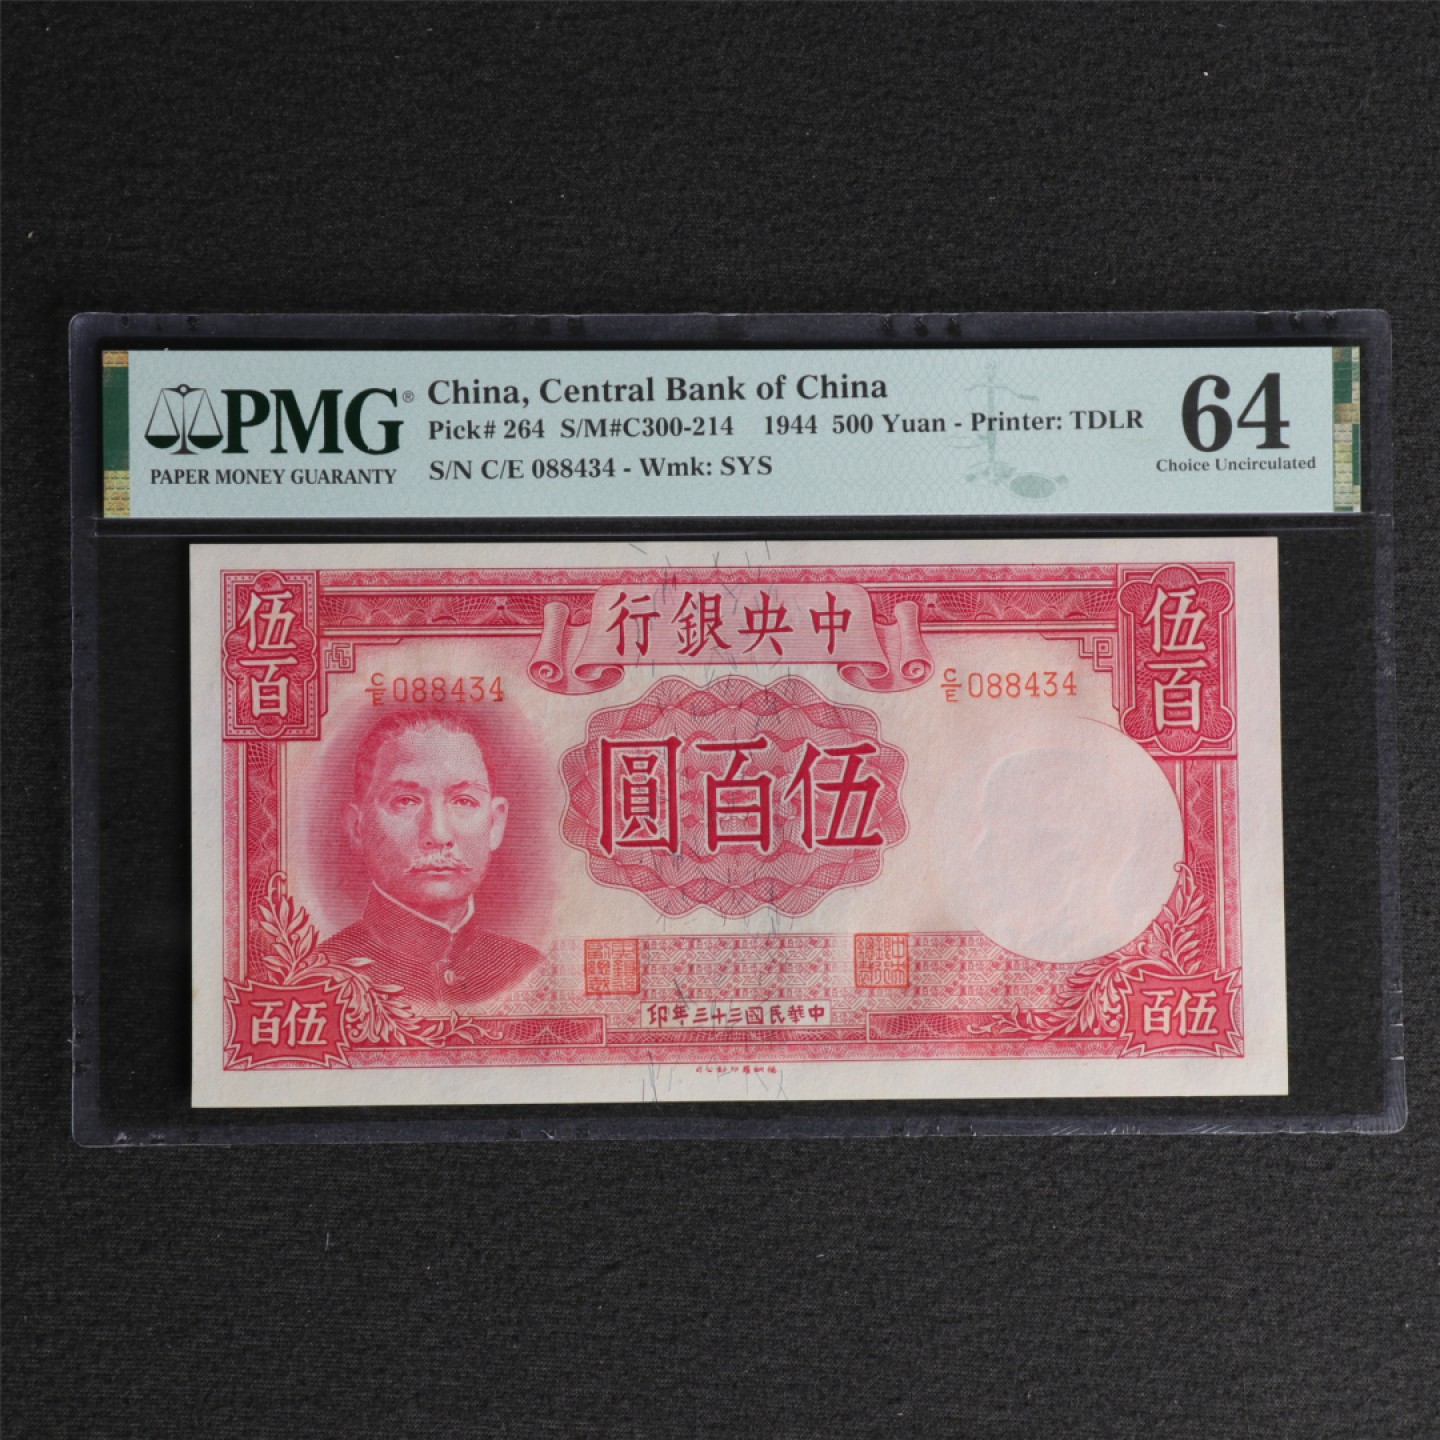 PMG®
PAPER MONEY GUARANTY
China, Central Bank of China
Pick# 264 S/M#C300-214 1944 500 Yuan - Printer: TDLR
S/N C/E 088434 - Wmk: SYS
64
Choice Uncirculated
行銀央中
伍百
伍百
C/E 088434
C/E 088434
圓百伍
印年三十三國民華中
百伍
百伍